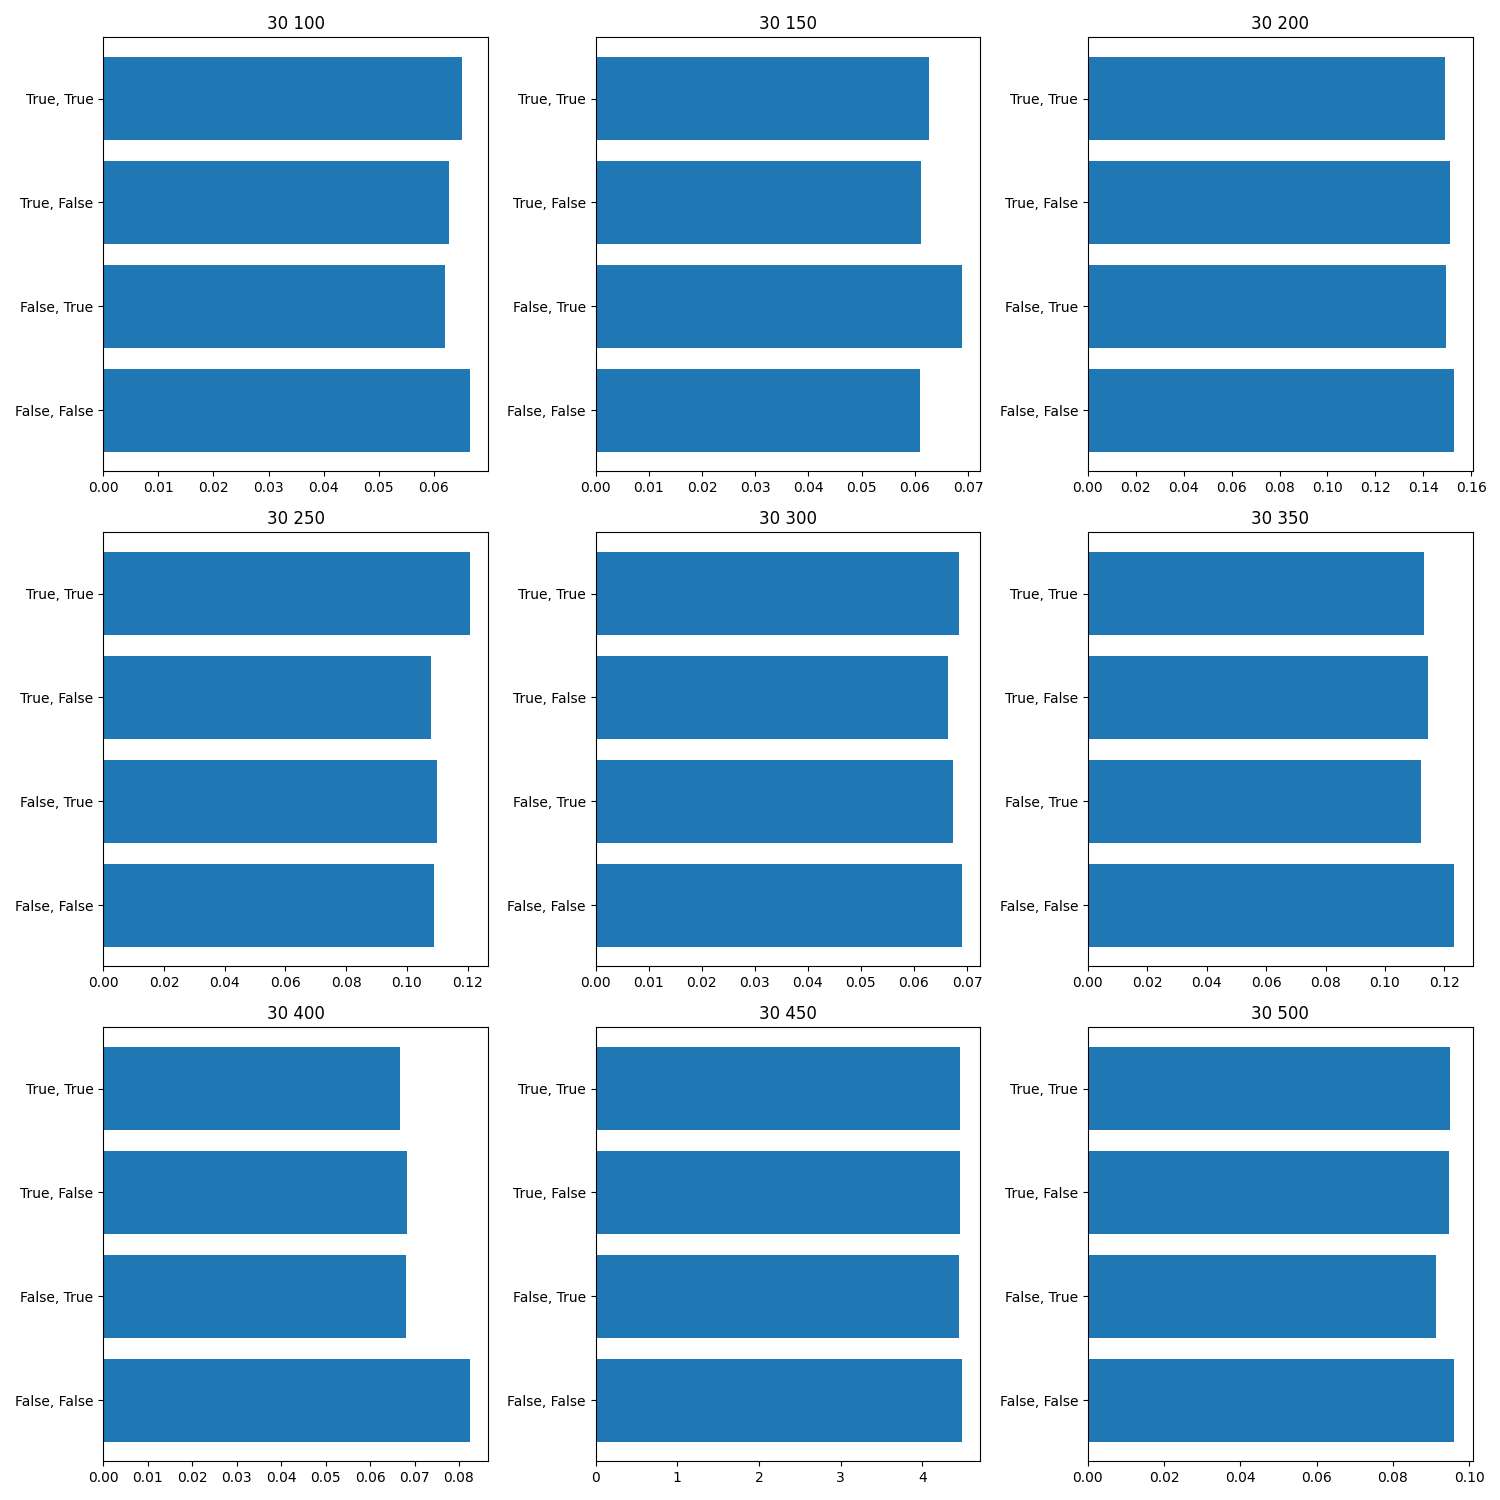 30 100
30 150
30 200
True, True
True, False
False, True
False, False
0.00 0.01 0.02 0.03 0.04 0.05 0.06
True, True
True, False
False, True
False, False
0.00 0.01 0.02 0.03 0.04 0.05 0.06 0.07
True, True
True, False
False, True
False, False
0.00 0.02 0.04 0.06 0.08 0.10 0.12 0.14 0.16
30 250
30 300
30 350
True, True
True, False
False, True
False, False
0.00 0.02 0.04 0.06 0.08 0.10 0.12
True, True
True, False
False, True
False, False
0.00 0.01 0.02 0.03 0.04 0.05 0.06 0.07
True, True
True, False
False, True
False, False
0.00 0.02 0.04 0.06 0.08 0.10 0.12
30 400
30 450
30 500
True, True
True, False
False, True
False, False
0.00 0.01 0.02 0.03 0.04 0.05 0.06 0.07 0.08
True, True
True, False
False, True
False, False
0 1 2 3 4
True, True
True, False
False, True
False, False
0.00 0.02 0.04 0.06 0.08 0.10